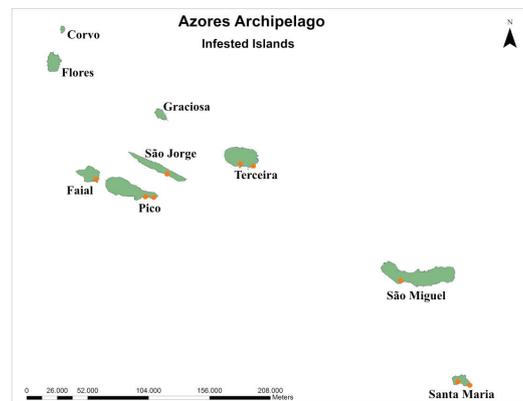 Azores Archipelago
Infested Islands
N
Corvo
Flores
Graciosa
São Jorge
Terceira
Faial
Pico
São Miguel
Santa Maria
0 26.000 52.000 104.000 156.000 208.000
Meters